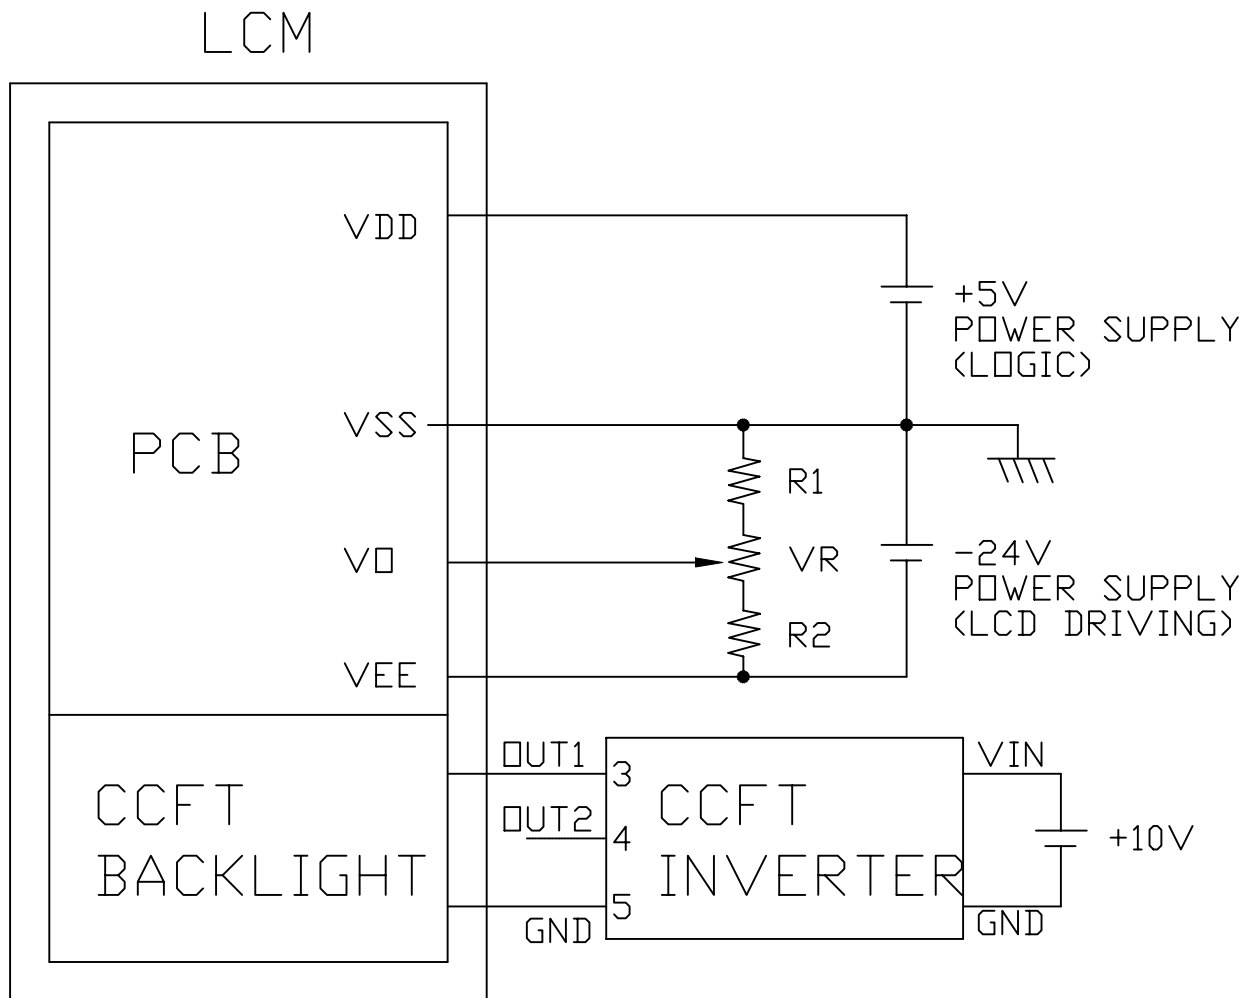 LCM
VDD
+5V
POWER SUPPLY
(LOGIC)
VSS
PCB
R1
VO
VR
-24V
POWER SUPPLY
(LCD DRIVING)
R2
VEE
OUT1
3
VIN
CCFT
BACKLIGHT
OUT2
4
CCFT
INVERTER
+10V
5
GND
GND